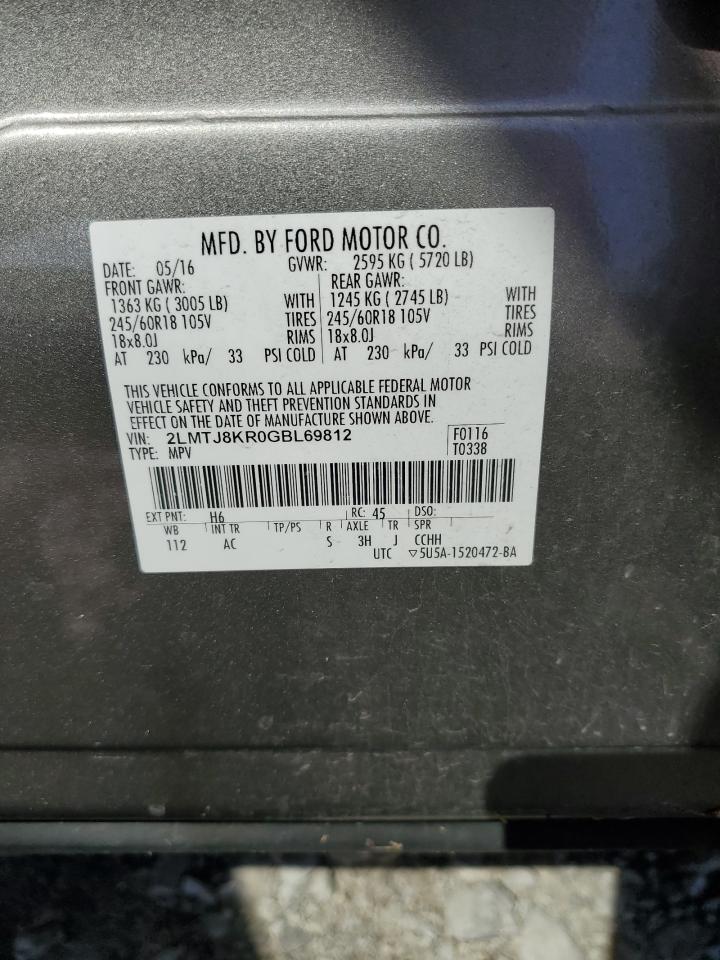 MFD. BY FORD MOTOR CO.
DATE: 05/16 GVWR: 2595 KG ( 5720 LB)
FRONT GAWR: REAR GAWR:
1363 KG ( 3005 LB) WITH 1245 KG ( 2745 LB) WITH
245/60R18 105V TIRES 245/60R18 105V TIRES
18x8.0J RIMS 18x8.0J RIMS
AT 230 kPa/ 33 PSI COLD AT 230 kPa/ 33 PSI COLD
THIS VEHICLE CONFORMS TO ALL APPLICABLE FEDERAL MOTOR
VEHICLE SAFETY AND THEFT PREVENTION STANDARDS IN
EFFECT ON THE DATE OF MANUFACTURE SHOWN ABOVE.
VIN: 2LMTJ8KR0GBL69812 F0116
TYPE: MPV T0338
EXT PNT: H6 RC: 45 DSO:
WB INT TR TP/PS R AXLE TR SPR
112 AC S 3H J CCHH
UTC ▽5U5A-1520472-BA